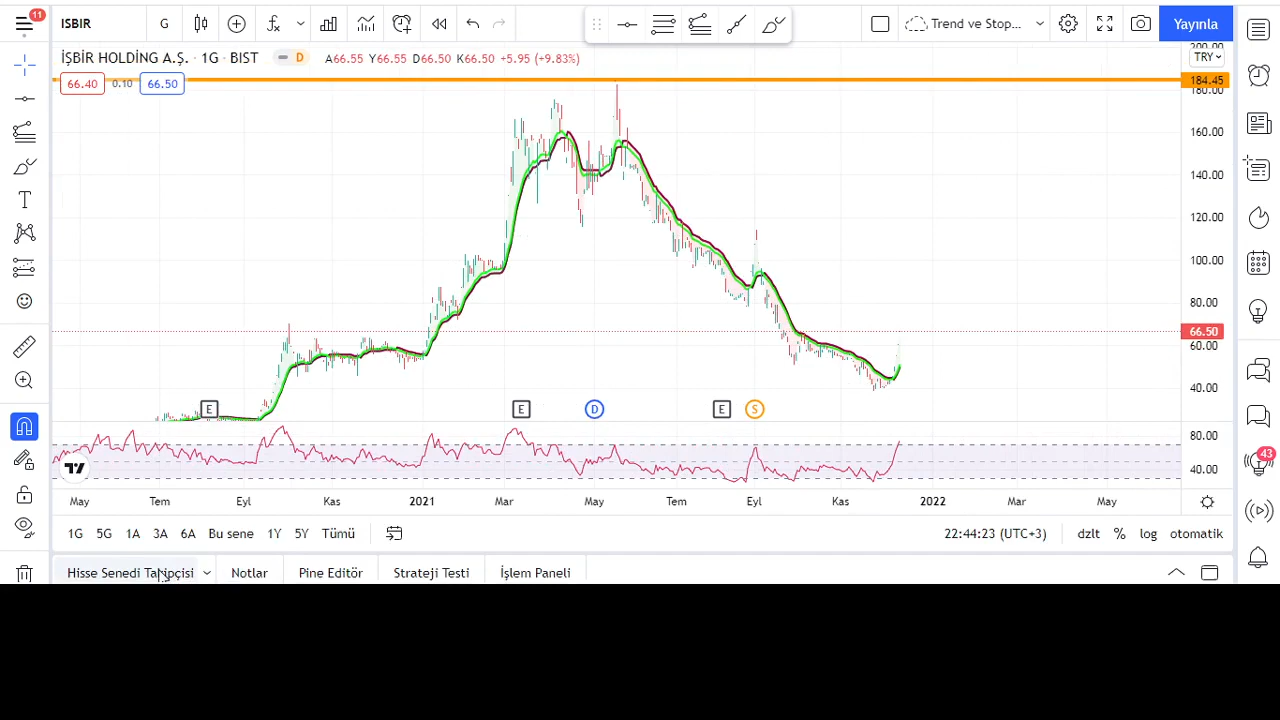 11
ISBIR
G
Trend ve Stop...
Yayınla
İŞBİR HOLDİNG A.Ş. · 1G · BIST
D
A66.55 Y66.55 D66.50 K66.50 +5.95 (+9.83%)
66.40
0.10
66.50
TRY
200.00
184.45
180.00
160.00
140.00
120.00
100.00
80.00
66.50
60.00
40.00
E
E
D
E
S
80.00
40.00
43
May
Tem
Eyl
Kas
2021
Mar
May
Tem
Eyl
Kas
2022
Mar
May
1G
5G
1A
3A
6A
Bu sene
1Y
5Y
Tümü
22:44:23 (UTC+3)
dzlt
%
log
otomatik
Hisse Senedi Takipçisi
Notlar
Pine Editör
Strateji Testi
İşlem Paneli